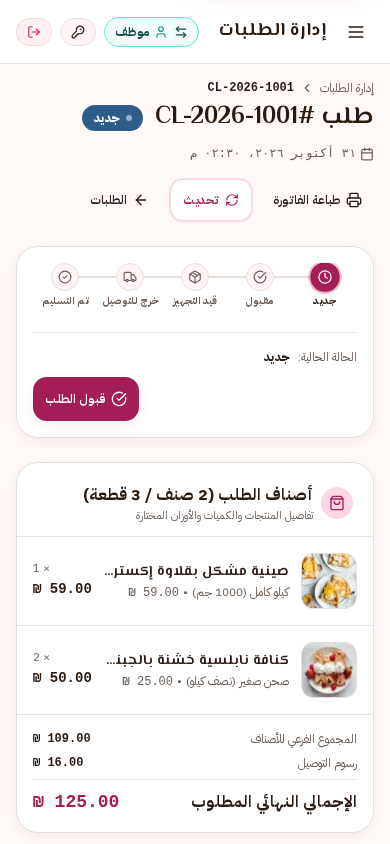 إدارة الطلبات
موظف
إدارة الطلبات > CL-2026-1001
طلب #CL-2026-1001
جديد
٣١ أكتوبر ٢٠٢٦، ٠٢:٣٠ م
طباعة الفاتورة
تحديث
الطلبات
جديد
مقبول
قيد التجهيز
خرج للتوصيل
تم التسليم
الحالة الحالية: جديد
قبول الطلب
أصناف الطلب (2 صنف / 3 قطعة)
تفاصيل المنتجات والكميات والأوزان المختارة
صينية مشكل بقلاوة إكستر...
× 1
كيلو كامل (1000 جم) • 59.00 ₪
59.00 ₪
كنافة نابلسية خشنة بالجبنـ...
× 2
صحن صغير (نصف كيلو) • 25.00 ₪
50.00 ₪
المجموع الفرعي للأصناف
109.00 ₪
رسوم التوصيل
16.00 ₪
الإجمالي النهائي المطلوب
125.00 ₪